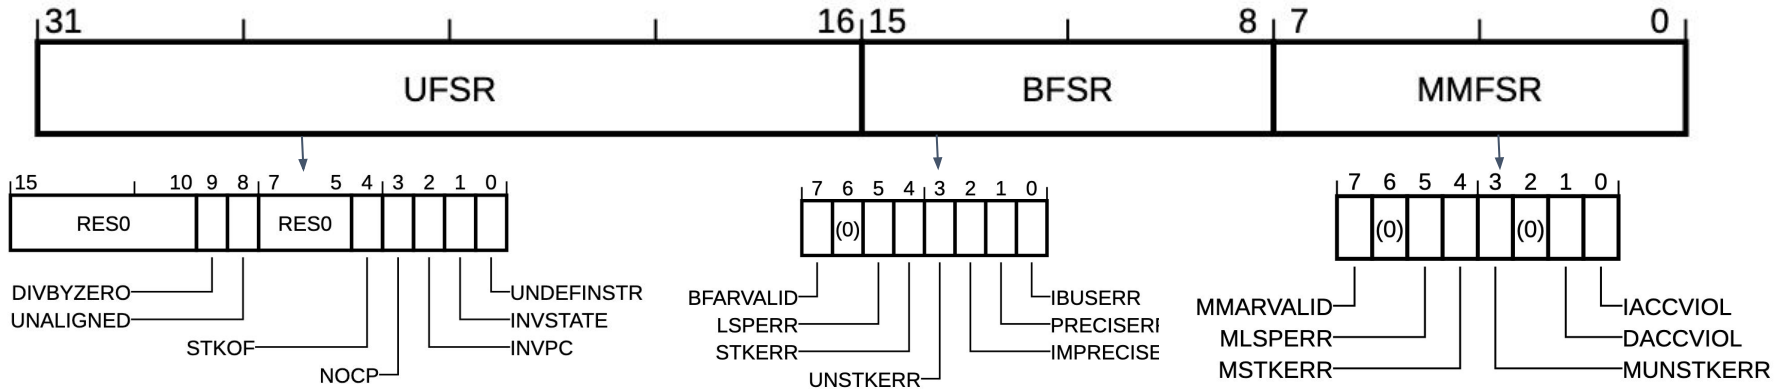 31 16 15 8 7 0
UFSR BFSR MMFSR
15 10 9 8 7 5 4 3 2 1 0
RES0 RES0
DIVBYZERO UNDEFINSTR
UNALIGNED INVSTATE
STKOF INVPC
NOCP
7 6 5 4 3 2 1 0
(0)
BFARVALID IBUSERR
LSPERR PRECISERR
STKERR IMPRECISE
UNSTKERR
7 6 5 4 3 2 1 0
(0) (0)
MMARVALID IACCVIOL
MLSPERR DACCVIOL
MSTKERR MUNSTKERR